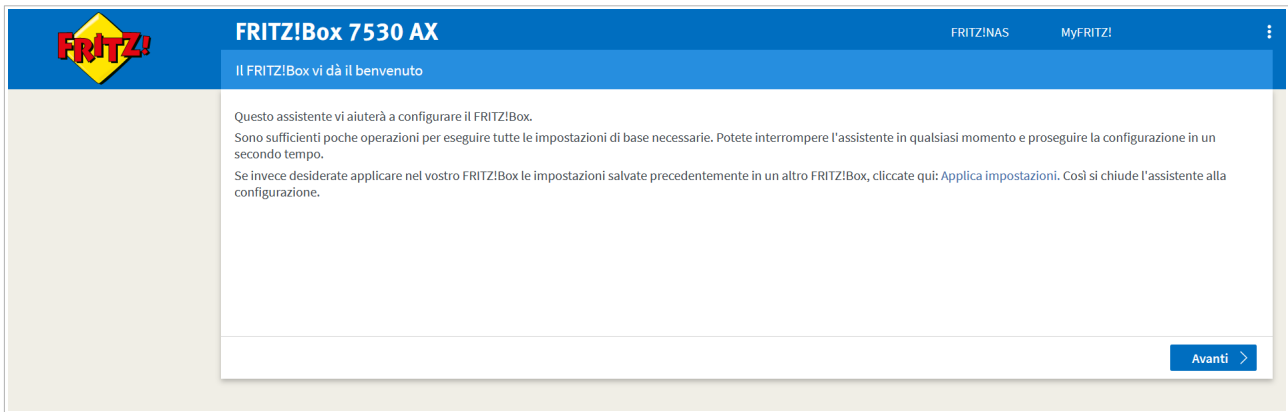 FRITZ!
FRITZ!Box 7530 AX
FRITZ!NAS
MyFRITZ!
Il FRITZ!Box vi dà il benvenuto
Questo assistente vi aiuterà a configurare il FRITZ!Box.
Sono sufficienti poche operazioni per eseguire tutte le impostazioni di base necessarie. Potete interrompere l'assistente in qualsiasi momento e proseguire la configurazione in un
secondo tempo.
Se invece desiderate applicare nel vostro FRITZ!Box le impostazioni salvate precedentemente in un altro FRITZ!Box, cliccate qui: Applica impostazioni. Così si chiude l'assistente alla
configurazione.
Avanti